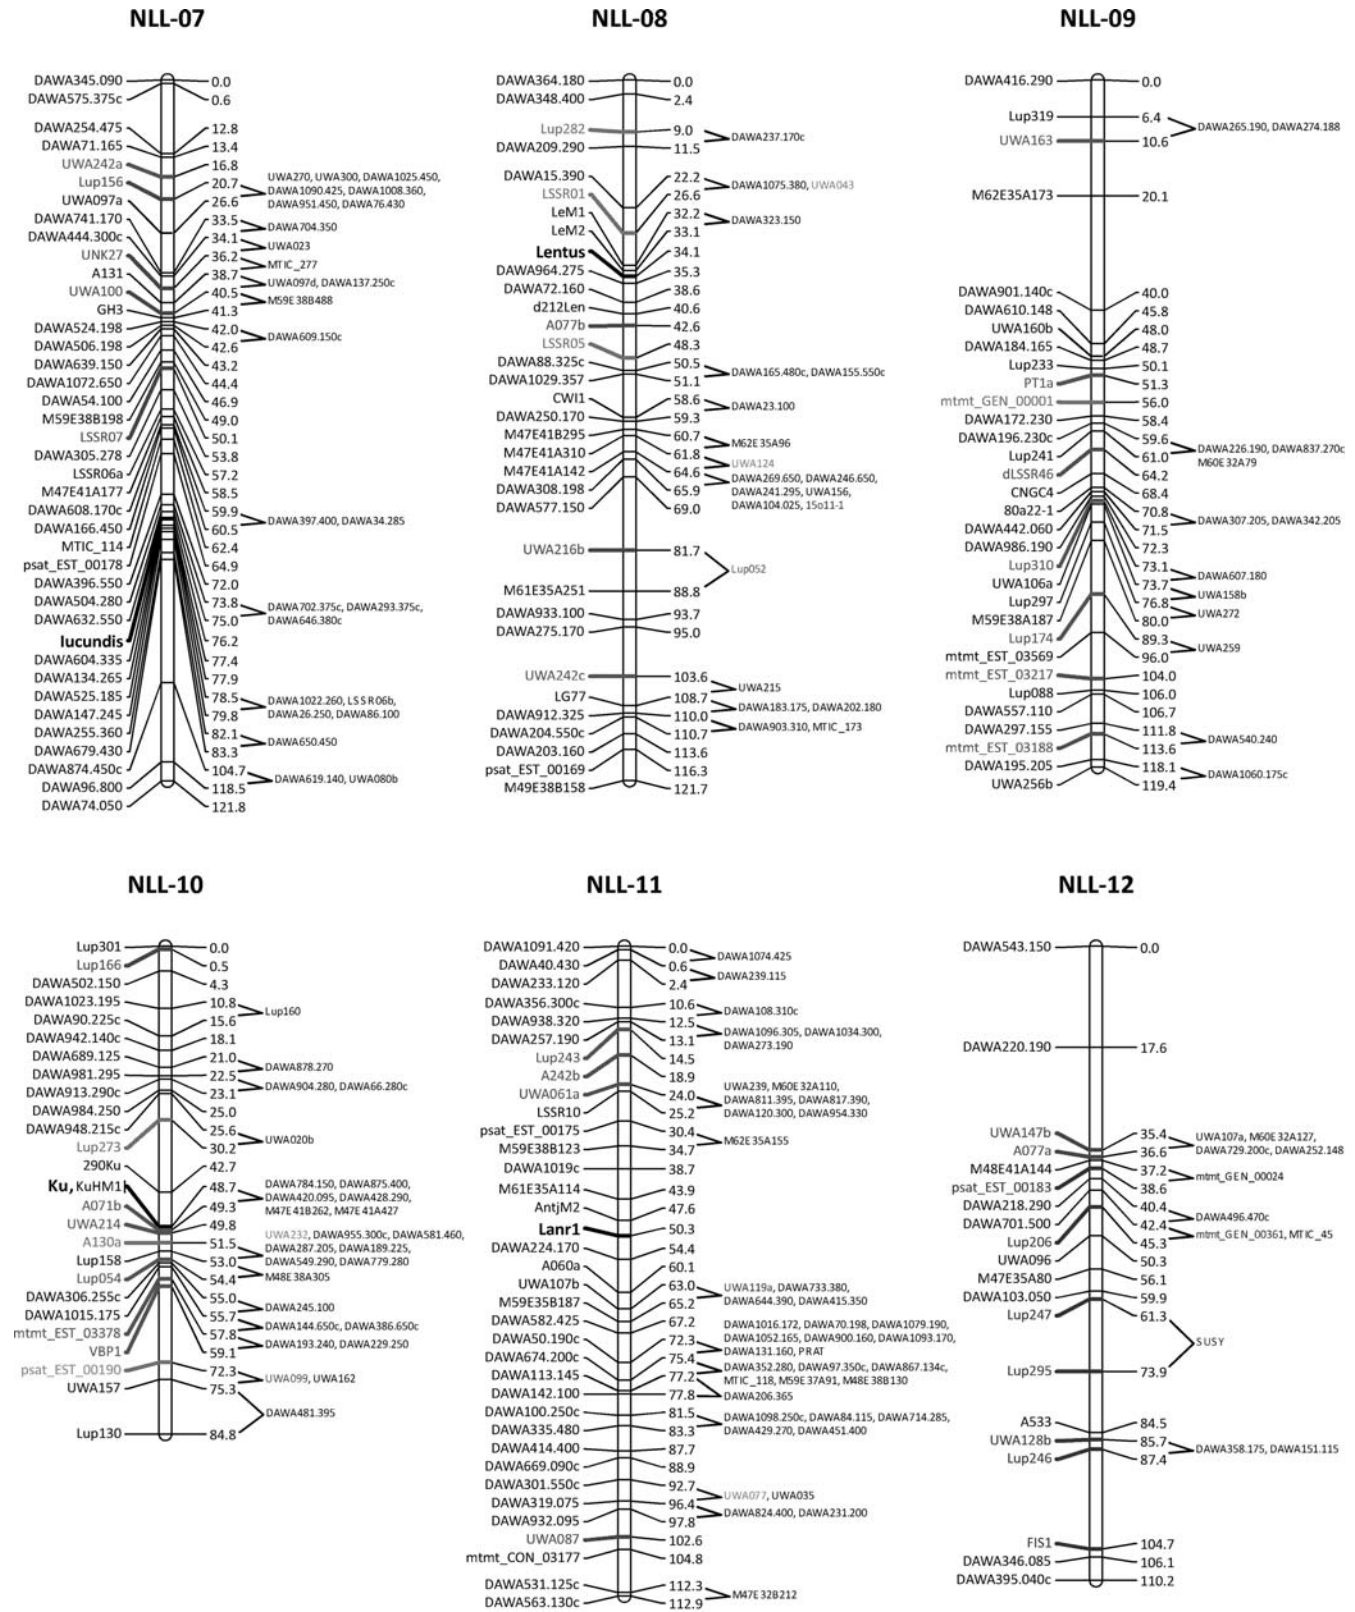 NLL-07
DAWA345.090 0.0
DAWA575.375c 0.6
DAWA254.475 12.8
DAWA71.165 13.4
UWA242a 16.8
Lup156 20.7
UWA097a 26.6
DAWA741.170 33.5
DAWA444.300c 34.1
UNK27 36.2
A131 38.7
UWA100 40.5
GH3 41.3
DAWA524.198 42.0
DAWA506.198 42.6
DAWA639.150 43.2
DAWA1072.650 44.4
DAWA54.100 46.9
M59E38B198 49.0
LSSR07 50.1
DAWA305.278 53.8
LSSR06a 57.2
M47E41A177 58.5
DAWA608.170c 59.9
DAWA166.450 60.5
MTIC_114 62.4
psat_EST_00178 64.9
DAWA396.550 72.0
DAWA504.280 73.8
DAWA632.550 75.0
Iucundis 76.2
DAWA604.335 77.4
DAWA134.265 77.9
DAWA525.185 78.5
DAWA147.245 79.8
DAWA255.360 82.1
DAWA679.430 83.3
DAWA874.450c 104.7
DAWA96.800 118.5
DAWA74.050 121.8
UWA270, UWA300, DAWA1025.450,
DAWA1090.425, DAWA1008.360,
DAWA951.450, DAWA76.430
DAWA704.350
UWA023
MTIC_277
UWA097d, DAWA137.250c
M59E38B488
DAWA609.150c
DAWA397.400, DAWA34.285
DAWA702.375c, DAWA293.375c,
DAWA646.380c
DAWA1022.260, LSSR06b,
DAWA26.250, DAWA86.100
DAWA650.450
DAWA619.140, UWA080b
NLL-08
DAWA364.180 0.0
DAWA348.400 2.4
Lup282 9.0
DAWA209.290 11.5
DAWA15.390 22.2
LSSR01 26.6
LeM1 32.2
LeM2 33.1
Lentus 34.1
DAWA964.275 35.3
DAWA72.160 38.6
d212Len 40.6
A077b 42.6
LSSR05 48.3
DAWA88.325c 50.5
DAWA1029.357 51.1
CWI1 58.6
DAWA250.170 59.3
M47E41B295 60.7
M47E41A310 61.8
M47E41A142 64.6
DAWA308.198 65.9
DAWA577.150 69.0
UWA216b 81.7
M61E35A251 88.8
DAWA933.100 93.7
DAWA275.170 95.0
UWA242c 103.6
LG77 108.7
DAWA912.325 110.0
DAWA204.550c 110.7
DAWA203.160 113.6
psat_EST_00169 116.3
M49E38B158 121.7
DAWA237.170c
DAWA1075.380, UWA043
DAWA323.150
DAWA165.480c, DAWA155.550c
DAWA23.100
M62E35A96
UWA124
DAWA269.650, DAWA246.650,
DAWA241.295, UWA156,
DAWA104.025, 15o11-1
Lup052
UWA215
DAWA183.175, DAWA202.180
DAWA903.310, MTIC_173
NLL-09
DAWA416.290 0.0
Lup319 6.4
UWA163 10.6
M62E35A173 20.1
DAWA901.140c 40.0
DAWA610.148 45.8
UWA160b 48.0
DAWA184.165 48.7
Lup233 50.1
PT1a 51.3
mtmt_GEN_00001 56.0
DAWA172.230 58.4
DAWA196.230c 59.6
Lup241 61.0
dLSSR46 64.2
CNGC4 68.4
80a22-1 70.8
DAWA442.060 71.5
DAWA986.190 72.3
Lup310 73.1
UWA106a 73.7
Lup297 76.8
M59E38A187 80.0
Lup174 89.3
mtmt_EST_03569 96.0
mtmt_EST_03217 104.0
Lup088 106.0
DAWA557.110 106.7
DAWA297.155 111.8
mtmt_EST_03188 113.6
DAWA195.205 118.1
UWA256b 119.4
DAWA265.190, DAWA274.188
DAWA226.190, DAWA837.270c
M60E32A79
DAWA307.205, DAWA342.205
DAWA607.180
UWA158b
UWA272
UWA259
DAWA540.240
DAWA1060.175c
NLL-10
Lup301 0.0
Lup166 0.5
DAWA502.150 4.3
DAWA1023.195 10.8
DAWA90.225c 15.6
DAWA942.140c 18.1
DAWA689.125 21.0
DAWA981.295 22.5
DAWA913.290c 23.1
DAWA984.250 25.0
DAWA948.215c 25.6
Lup273 30.2
290Ku 42.7
Ku, KuHM1 48.7
A071b 49.3
UWA214 49.8
A130a 51.5
Lup158 53.0
Lup054 54.4
DAWA306.255c 55.0
DAWA1015.175 55.7
mtmt_EST_03378 57.8
VBP1 59.1
psat_EST_00190 72.3
UWA157 75.3
Lup130 84.8
Lup160
DAWA878.270
DAWA904.280, DAWA66.280c
UWA020b
DAWA784.150, DAWA875.400,
DAWA420.095, DAWA428.290,
M47E41B262, M47E41A427
UWA232, DAWA955.300c, DAWA581.460,
DAWA287.205, DAWA189.225,
DAWA549.290, DAWA779.280
M48E38A305
DAWA245.100
DAWA144.650c, DAWA386.650c
DAWA193.240, DAWA229.250
UWA099, UWA162
DAWA481.395
NLL-11
DAWA1091.420 0.0
DAWA40.430 0.6
DAWA233.120 2.4
DAWA356.300c 10.6
DAWA938.320 12.5
DAWA257.190 13.1
Lup243 14.5
A242b 18.9
UWA061a 24.0
LSSR10 25.2
psat_EST_00175 30.4
M59E38B123 34.7
DAWA1019c 38.7
M61E35A114 43.9
AntjM2 47.6
Lanr1 50.3
DAWA224.170 54.4
A060a 60.1
UWA107b 63.0
M59E35B187 65.2
DAWA582.425 67.2
DAWA50.190c 72.3
DAWA674.200c 75.4
DAWA113.145 77.2
DAWA142.100 77.8
DAWA100.250c 81.5
DAWA335.480 83.3
DAWA414.400 87.7
DAWA669.090c 88.9
DAWA301.550c 92.7
DAWA319.075 96.4
DAWA932.095 97.8
UWA087 102.6
mtmt_CON_03177 104.8
DAWA531.125c 112.3
DAWA563.130c 112.9
DAWA1074.425
DAWA239.115
DAWA108.310c
DAWA1096.305, DAWA1034.300,
DAWA273.190
UWA239, M60E32A110,
DAWA811.395, DAWA817.390,
DAWA120.300, DAWA954.330
M62E35A155
UWA119a, DAWA733.380,
DAWA644.390, DAWA415.350
DAWA1016.172, DAWA70.198, DAWA1079.190,
DAWA1052.165, DAWA900.160, DAWA1093.170,
DAWA131.160, PRAT
DAWA352.280, DAWA97.350c, DAWA867.134c,
MTIC_118, M59E37A91, M48E38B130
DAWA206.365
DAWA1098.250c, DAWA84.115, DAWA714.285,
DAWA429.270, DAWA451.400
UWA077, UWA035
DAWA824.400, DAWA231.200
M47E32B212
NLL-12
DAWA543.150 0.0
DAWA220.190 17.6
UWA147b 35.4
A077a 36.6
M48E41A144 37.2
psat_EST_00183 38.6
DAWA218.290 40.4
DAWA701.500 42.4
Lup206 45.3
UWA096 50.3
M47E35A80 56.1
DAWA103.050 59.9
Lup247 61.3
Lup295 73.9
A533 84.5
UWA128b 85.7
Lup246 87.4
FIS1 104.7
DAWA346.085 106.1
DAWA395.040c 110.2
UWA107a, M60E32A127,
DAWA729.200c, DAWA252.148
mtmt_GEN_00024
DAWA496.470c
mtmt_GEN_00361, MTIC_45
SUSY
DAWA358.175, DAWA151.115